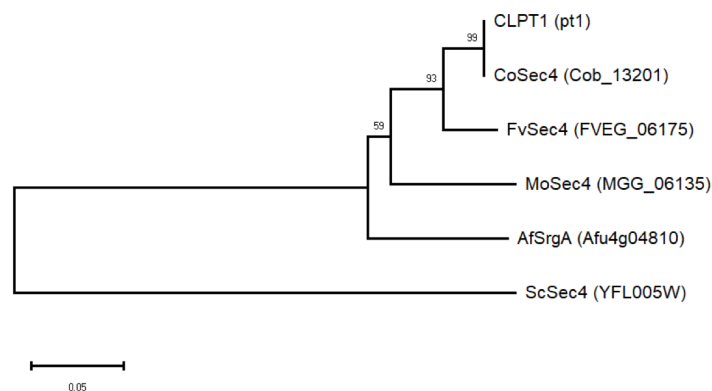 CLPT1 (pt1)
99
CoSec4 (Cob_13201)
93
FvSec4 (FVEG_06175)
59
MoSec4 (MGG_06135)
AfSrgA (Afu4g04810)
ScSec4 (YFL005W)
0.05